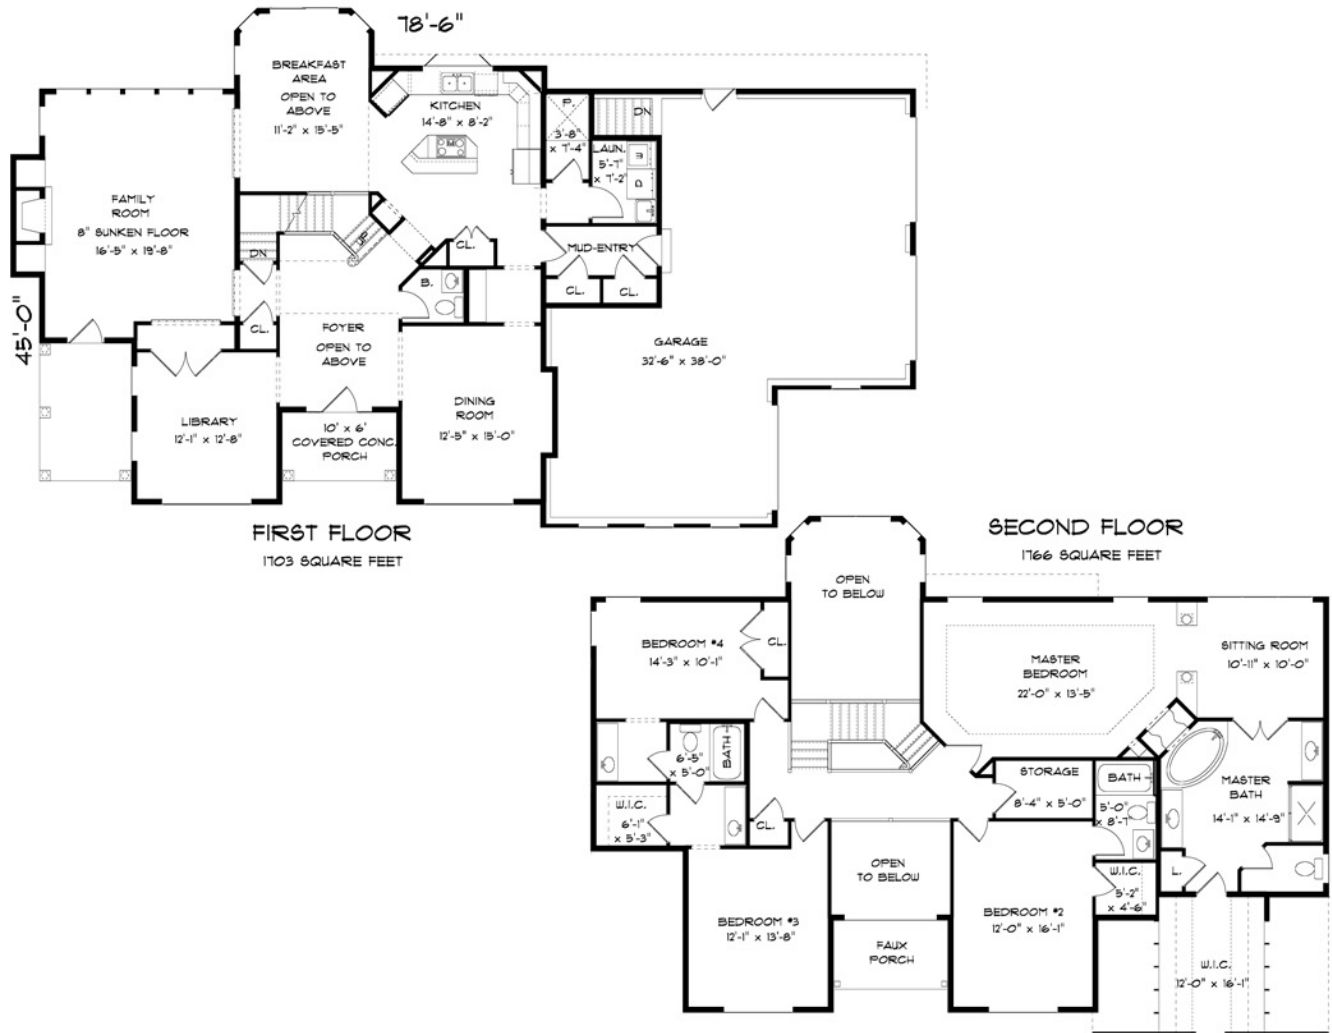 78'-6"
BREAKFAST
AREA
OPEN TO
ABOVE
11'-2" x 15'-5"
KITCHEN
14'-8" x 8'-2"
P.
3'-8"
x 7'-4"
DN
LAUN.
5'-7"
x 7'-2"
W
D
FAMILY
ROOM
8" SUNKEN FLOOR
16'-5" x 19'-8"
UP
DN
CL.
MUD-ENTRY
B.
CL.
CL.
45'-0"
CL.
FOYER
OPEN TO
ABOVE
GARAGE
32'-6" x 38'-0"
LIBRARY
12'-1" x 12'-8"
10' x 6'
COVERED CONC.
PORCH
DINING
ROOM
12'-5" x 15'-0"
FIRST FLOOR
1703 SQUARE FEET
SECOND FLOOR
1766 SQUARE FEET
OPEN
TO BELOW
BEDROOM #4
14'-3" x 10'-1"
CL.
MASTER
BEDROOM
22'-0" x 13'-5"
SITTING ROOM
10'-11" x 10'-0"
6'-5"
x 5'-0"
BATH
STORAGE
8'-4" x 5'-0"
BATH
5'-0"
x 8'-7"
MASTER
BATH
14'-1" x 14'-9"
W.I.C.
6'-1"
x 5'-3"
CL.
OPEN
TO BELOW
W.I.C.
5'-2"
x 4'-6"
L.
BEDROOM #3
12'-1" x 13'-8"
BEDROOM #2
12'-0" x 16'-1"
FAUX
PORCH
W.I.C.
12'-0" x 16'-1"